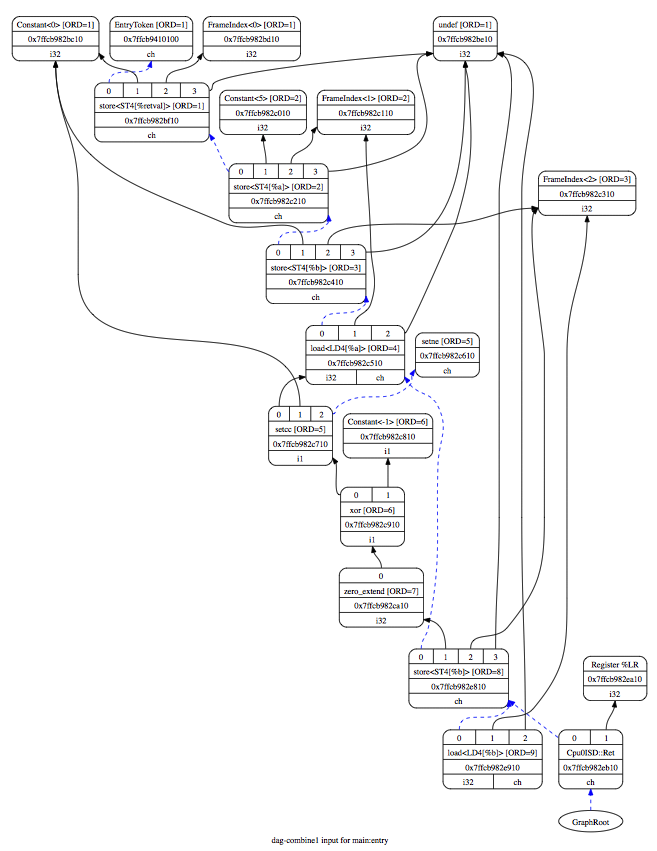 Constant<0> [ORD=1]
0x7ffcb982bc10
i32
EntryToken [ORD=1]
0x7ffcb9410100
ch
FrameIndex<0> [ORD=1]
0x7ffcb982bd10
i32
undef [ORD=1]
0x7ffcb982be10
i32
0 1 2 3
store<ST4[%retval]> [ORD=1]
0x7ffcb982bf10
ch
Constant<5> [ORD=2]
0x7ffcb982c010
i32
FrameIndex<1> [ORD=2]
0x7ffcb982c110
i32
0 1 2 3
store<ST4[%a]> [ORD=2]
0x7ffcb982c210
ch
FrameIndex<2> [ORD=3]
0x7ffcb982c310
i32
0 1 2 3
store<ST4[%b]> [ORD=3]
0x7ffcb982c410
ch
0 1 2
load<LD4[%a]> [ORD=4]
0x7ffcb982c510
i32 ch
setne [ORD=5]
0x7ffcb982c610
ch
0 1 2
setcc [ORD=5]
0x7ffcb982c710
i1
Constant<-1> [ORD=6]
0x7ffcb982c810
i1
0 1
xor [ORD=6]
0x7ffcb982c910
i1
0
zero_extend [ORD=7]
0x7ffcb982ca10
i32
0 1 2 3
store<ST4[%b]> [ORD=8]
0x7ffcb982e810
ch
Register %LR
0x7ffcb982ea10
i32
0 1 2
load<LD4[%b]> [ORD=9]
0x7ffcb982e910
i32 ch
0 1
Cpu0ISD::Ret
0x7ffcb982eb10
ch
GraphRoot
dag-combine1 input for main:entry